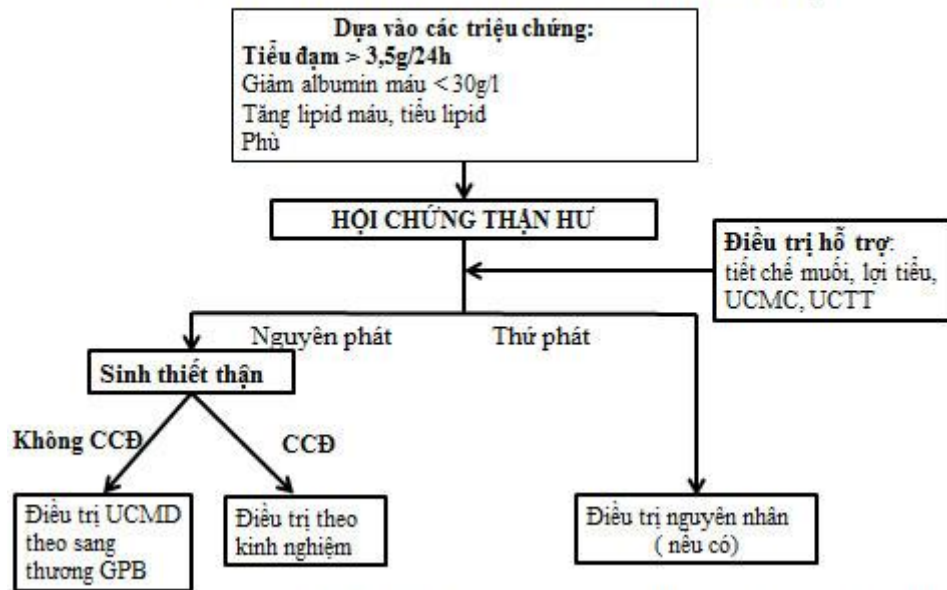 Dựa vào các triệu chứng:
Tiểu đạm > 3,5g/24h
Giảm albumin máu < 30g/l
Tăng lipid máu, tiểu lipid
Phù
HỘI CHỨNG THẬN HƯ
Điều trị hỗ trợ:
tiết chế muối, lợi tiểu,
UCMC, UCTT
Nguyên phát
Thứ phát
Sinh thiết thận
Không CCĐ
CCĐ
Điều trị UCMD
theo sang
thương GPB
Điều trị theo
kinh nghiệm
Điều trị nguyên nhân
( nếu có)